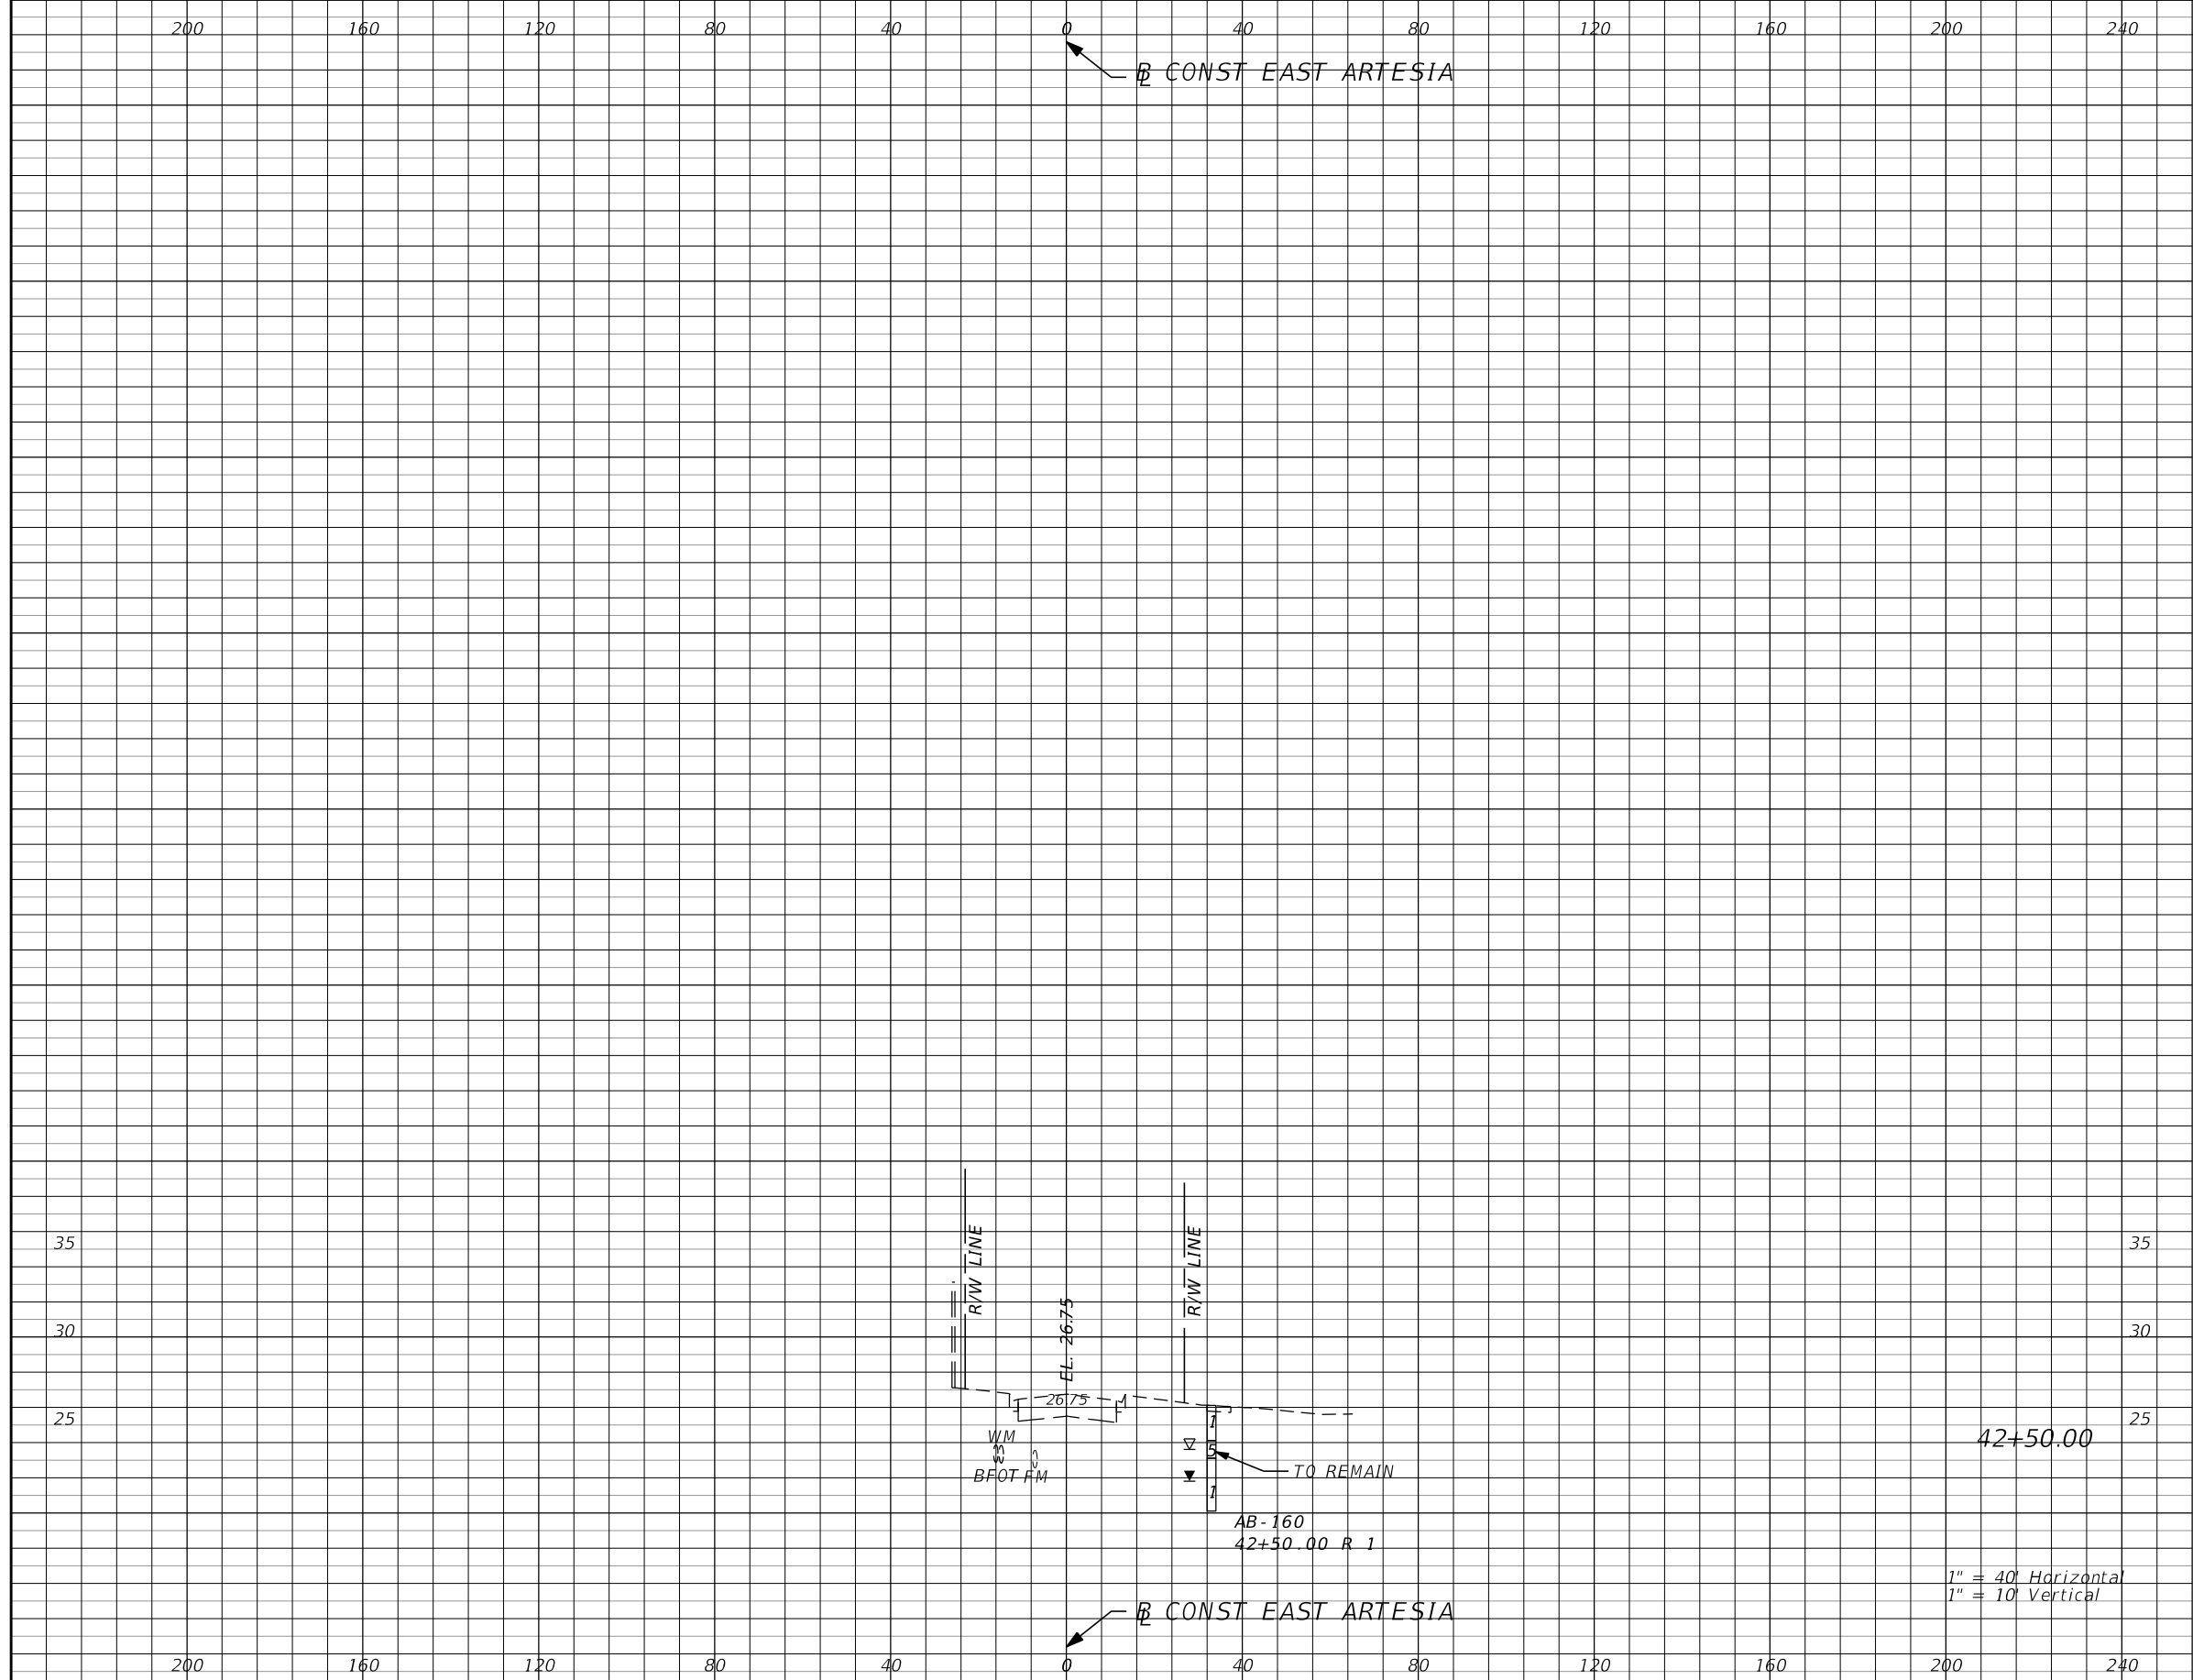 200 160 120 80 40 0 40 80 120 160 200 240
BL CONST EAST ARTESIA
R/W LINE
R/W LINE
35 35
EL. 26.75
30 30
26.75
25 25
1
WM
42+50.00
5
BFOT FM
TO REMAIN
1
AB-160
42+50.00 R 1
1" = 40' Horizontal
1" = 10' Vertical
BL CONST EAST ARTESIA
200 160 120 80 40 0 40 80 120 160 200 240